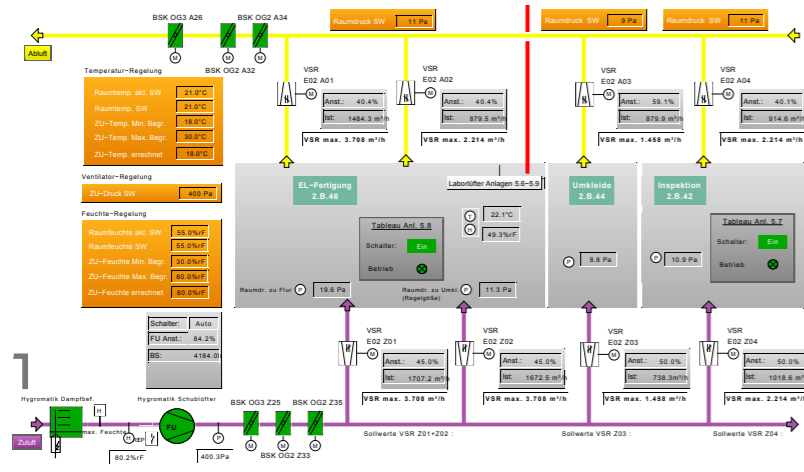 BSK OG3 A26
BSK OG2 A34
BSK OG2 A32
Abluft
M
M
M
Raumdruck SW 11 Pa
Raumdruck SW 9 Pa
Raumdruck SW 11 Pa
Temperatur-Regelung
Raumtemp. akt. SW 21.0°C
Raumtemp. SW 21.0°C
ZU-Temp. Min. Begr. 18.0°C
ZU-Temp. Max. Begr. 30.0°C
ZU-Temp. errechnet 18.0°C
VSR
E02 A01
M
Anst.: 40.4%
Ist: 1484.3 m³/h
VSR max. 3.708 m³/h
VSR
E02 A02
M
Anst.: 40.4%
Ist: 879.5 m³/h
VSR max. 2.214 m³/h
VSR
E02 A03
M
Anst.: 59.1%
Ist: 879.9 m³/h
VSR max. 1.458 m³/h
VSR
E02 A04
M
Anst.: 40.1%
Ist: 914.6 m³/h
VSR max. 2.214 m³/h
Ventilator-Regelung
ZU-Druck SW 400 Pa
Feuchte-Regelung
Raumfeuchte akt. SW 55.0%rF
Raumfeuchte SW 55.0%rF
ZU-Feuchte Min. Begr. 30.0%rF
ZU-Feuchte Max. Begr. 80.0%rF
ZU-Feuchte errechnet 80.0%rF
EL-Fertigung
2.B.46
Laborlüfter Anlagen 5.6-5.9
Umkleide
2.B.44
Inspektion
2.B.42
Tableau Anl. 5.8
Schalter: Ein
Betrieb
T 22.1°C
H 49.3%rF
P 8.8 Pa
P 10.9 Pa
Tableau Anl. 5.7
Schalter: Ein
Betrieb
Raumdr. zu Flur P 19.6 Pa
Raumdr. zu Umkl. P 11.3 Pa
(Regelgöße)
Schalter: Auto
FU Anst.: 84.2%
BS: 4184.0
VSR
E02 Z01
M
Anst.: 45.0%
Ist: 1707.2 m³/h
VSR max. 3.708 m³/h
VSR
E02 Z02
M
Anst.: 45.0%
Ist: 1672.5 m³/h
VSR max. 3.708 m³/h
VSR
E02 Z03
M
Anst.: 50.0%
Ist: 738.3m³/h
VSR max. 1.458 m³/h
VSR
E02 Z04
M
Anst.: 50.0%
Ist: 1018.6 m³/h
VSR max. 2.214 m³/h
Hygromatik Dampfbef.
Hygromatik Schublüfter
H
max. Feuchte
H
80.2%rF
FU
P
400.3Pa
BSK OG3 Z25
BSK OG2 Z35
BSK OG2 Z33
M
M
M
Zuluft
Sollwerte VSR Z01+Z02 :
Sollwerte VSR Z03 :
Sollwerte VSR Z04 :